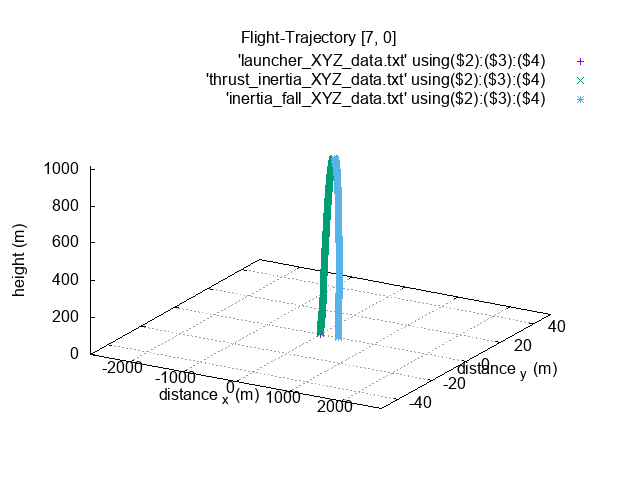 Flight-Trajectory [7, 0]
'launcher_XYZ_data.txt' using($2):($3):($4)
'thrust_inertia_XYZ_data.txt' using($2):($3):($4)
'inertia_fall_XYZ_data.txt' using($2):($3):($4)
height (m)
1000
800
600
400
200
0
-2000
-1000
0
1000
2000
distance x (m)
-40
-20
0
20
40
distance y (m)